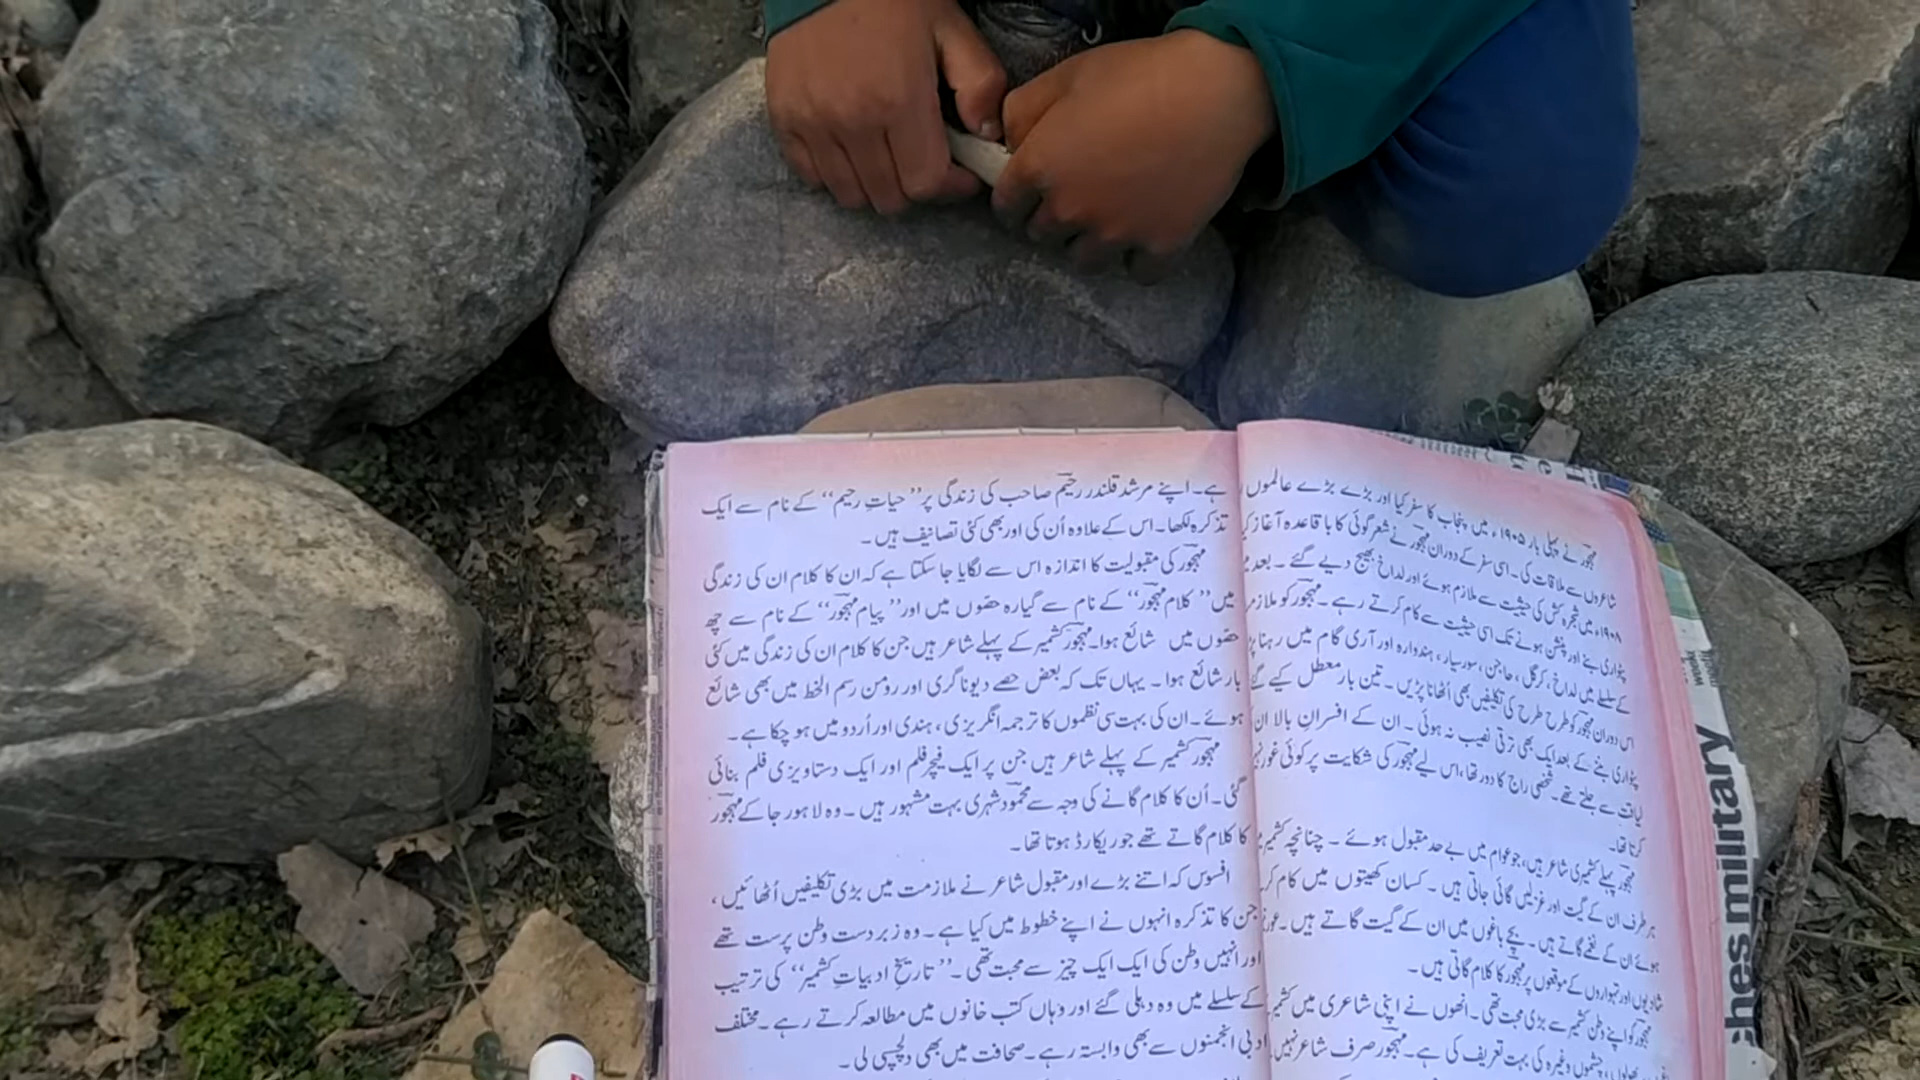 مہجورؔ نے پہلی بار ۱۹۰۵ء میں پنجاب کا سفر کیا اور بڑے بڑے عالموں
شاعروں سے ملاقات کی۔ اسی سفر کے دوران مہجورؔ نے شعر گوئی کا باقاعدہ آغاز
۱۹۰۸ء میں شجرہ کش کی حیثیت سے ملازم ہوئے اور لداخ بھیج دیے گئے ۔ بعد
پٹواری بنے اور پنشن ہونے تک اسی حیثیت سے کام کرتے رہے ۔ مہجورؔ کو
کے سلسلے میں لداخ، کرگل، حاجن، سورسیار، ہندوارہ اور آری گام میں رہنا
اس دوران مہجورؔ کو طرح طرح کی تکلیفیں بھی اُٹھانا پڑیں ۔ تین بار معطل کیے
پٹواری بننے کے بعد ایک بھی ترقی نصیب نہ ہوئی ۔ ان کے افسرانِ بالا ان
لیاقت سے جلتے تھے ۔ شخصی راج کا دور تھا، اس لیے مہجورؔ کی شکایت پر کوئی غور
کرتا تھا۔
مہجورؔ پہلے کشمیری شاعر ہیں، جو عوام میں بے حد مقبول ہوئے ۔ چنانچہ کشمیر
ہر طرف ان کے گیت اور غزلیں گائی جاتی ہیں ۔ کسان کھیتوں میں کام
ہوئے ان کے نغمے گاتے ہیں ۔ بچے باغوں میں ان کے گیت گاتے ہیں ۔
شادیوں اور تہواروں کے موقعوں پر مہجورؔ کا کلام گاتی ہیں ۔
مہجورؔ کو اپنے وطن کشمیر سے بڑی محبت تھی ۔ انھوں نے اپنی شاعری میں کشمیر
چشموں وغیرہ کی بہت تعریف کی ہے۔ مہجورؔ صرف شاعر نہیں
ہے۔ اپنے مرشد قلندر رحیمؔ صاحب کی زندگی پر ”حیاتِ رحیم“ کے نام سے ایک
تذکرہ لکھا۔ اس کے علاوہ اُن کی اور بھی کئی تصانیف ہیں ۔
مہجورؔ کی مقبولیت کا اندازہ اس سے لگایا جا سکتا ہے کہ ان کا کلام ان کی زندگی
میں ”کلامِ مہجورؔ“ کے نام سے گیارہ حصّوں میں اور ”پیامِ مہجورؔ“ کے نام سے چھ
حصّوں میں شائع ہوا۔ مہجورؔ کشمیر کے پہلے شاعر ہیں جن کا کلام ان کی زندگی میں کئی
بار شائع ہوا ۔ یہاں تک کہ بعض حصے دیوناگری اور رومن رسم الخط میں بھی شائع
ہوئے ۔ ان کی بہت سی نظموں کا ترجمہ انگریزی، ہندی اور اُردو میں ہو چکا ہے ۔
مہجورؔ کشمیر کے پہلے شاعر ہیں جن پر ایک فیچر فلم اور ایک دستاویزی فلم بنائی
گئی ۔ اُن کا کلام گانے کی وجہ سے محمود شہری بہت مشہور ہیں ۔ وہ لاہور جا کے مہجورؔ
کا کلام گاتے تھے جو ریکارڈ ہوتا تھا ۔
افسوس کہ اتنے بڑے اور مقبول شاعر نے ملازمت میں بڑی تکلیفیں اُٹھائیں ،
جن کا تذکرہ انہوں نے اپنے خطوط میں کیا ہے ۔ وہ زبردست وطن پرست تھے
اور انہیں وطن کی ایک ایک چیز سے محبت تھی ۔ ”تاریخِ ادبیاتِ کشمیر“ کی ترتیب
کے سلسلے میں وہ دہلی گئے اور وہاں کتب خانوں میں مطالعہ کرتے رہے ۔ مختلف
ادبی انجمنوں سے بھی وابستہ رہے ۔ صحافت میں بھی دلچسپی لی ۔
ches military